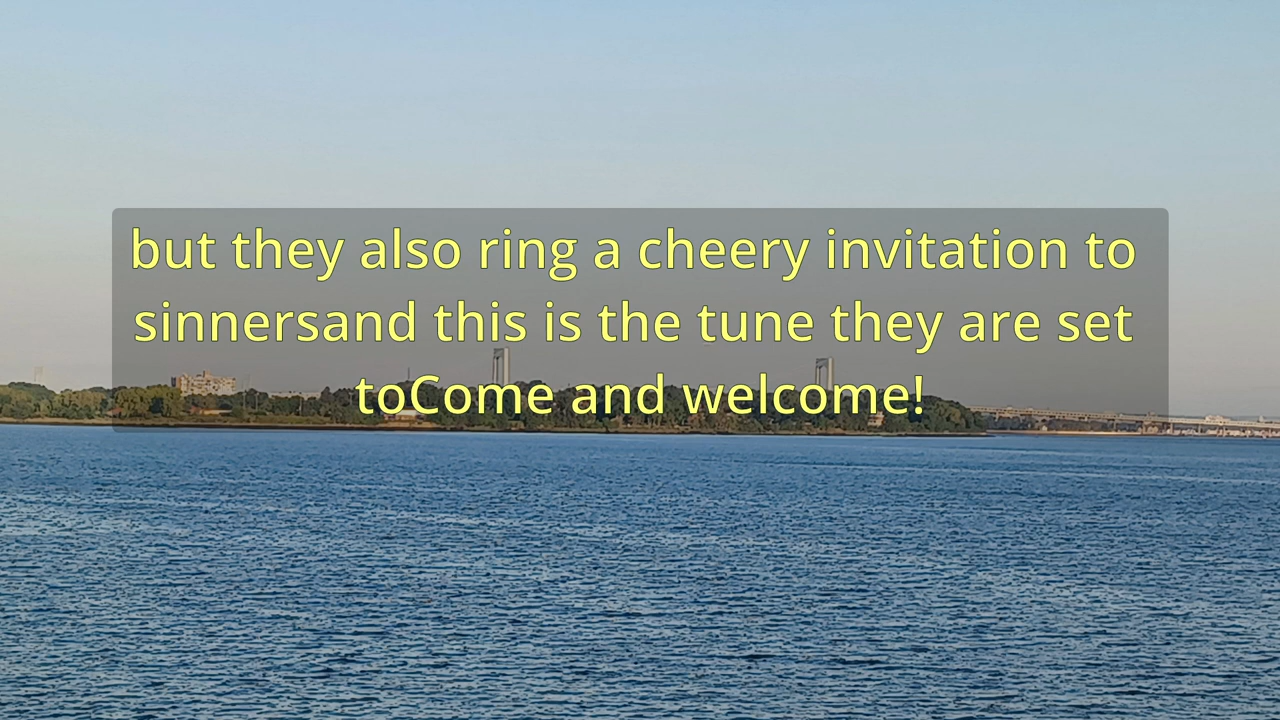 but they also ring a cheery invitation to
sinnersand this is the tune they are set
toCome and welcome!